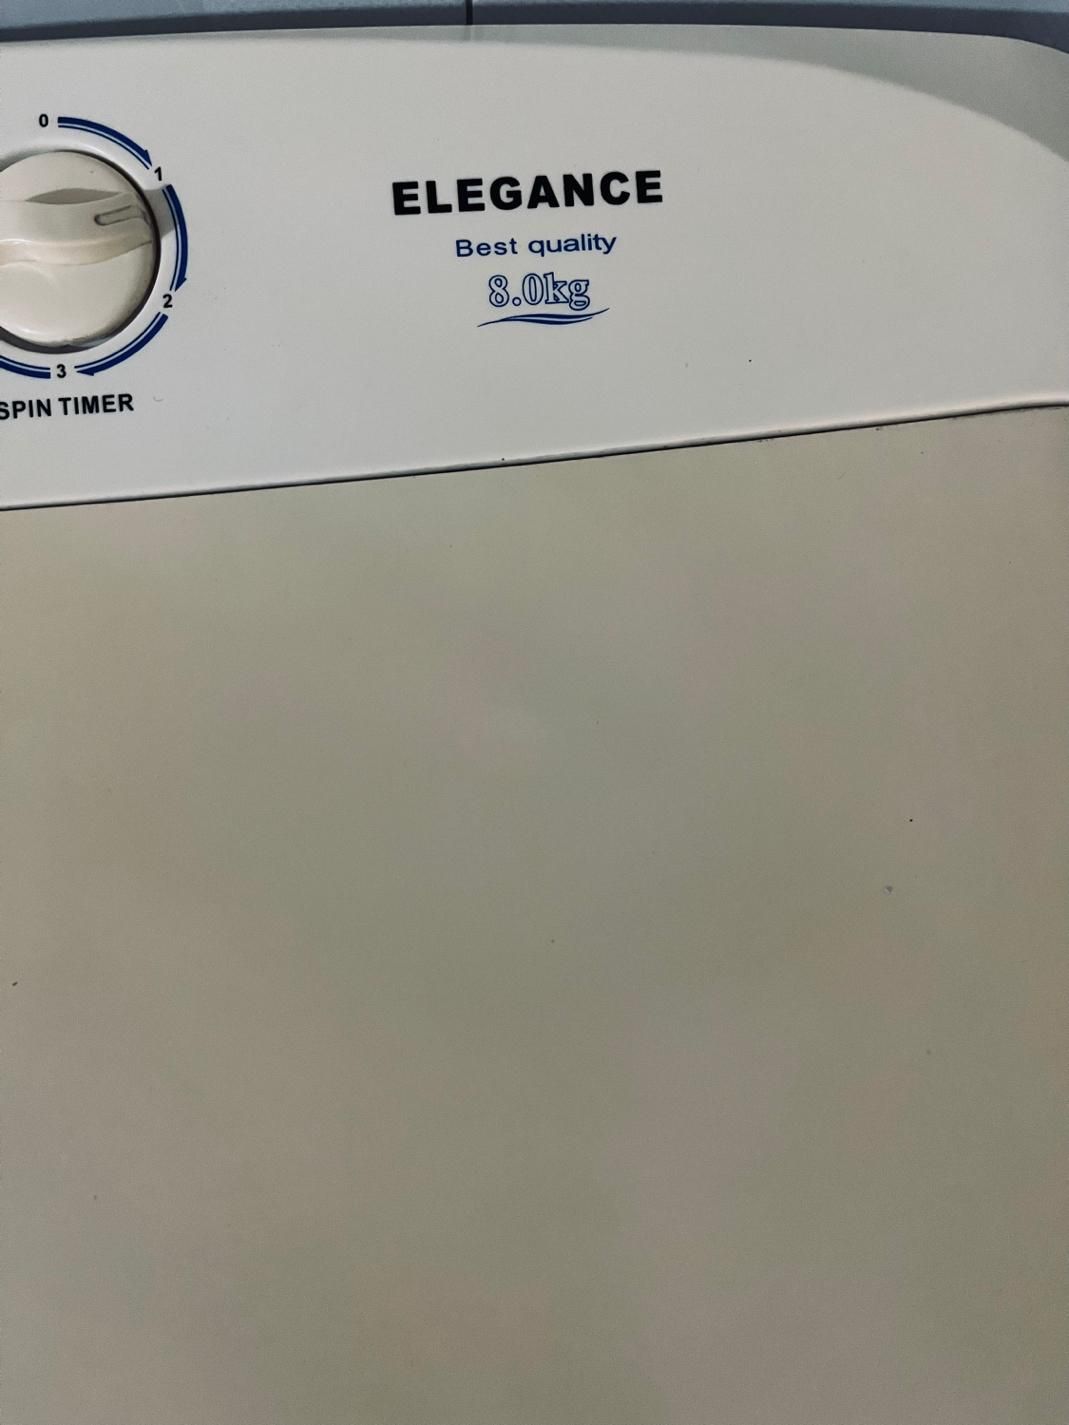 0
1
2
3
SPIN TIMER
ELEGANCE
Best quality
8.0kg